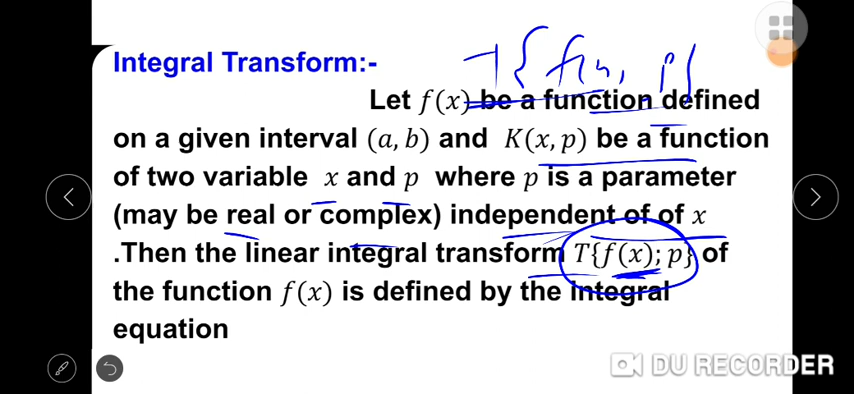 Integral Transform:-
T{f(x), p}
Let f(x) be a function defined
on a given interval (a, b) and K(x, p) be a function
of two variable x and p where p is a parameter
(may be real or complex) independent of of x
.Then the linear integral transform T{f(x); p} of
the function f(x) is defined by the integral
equation
DU RECORDER